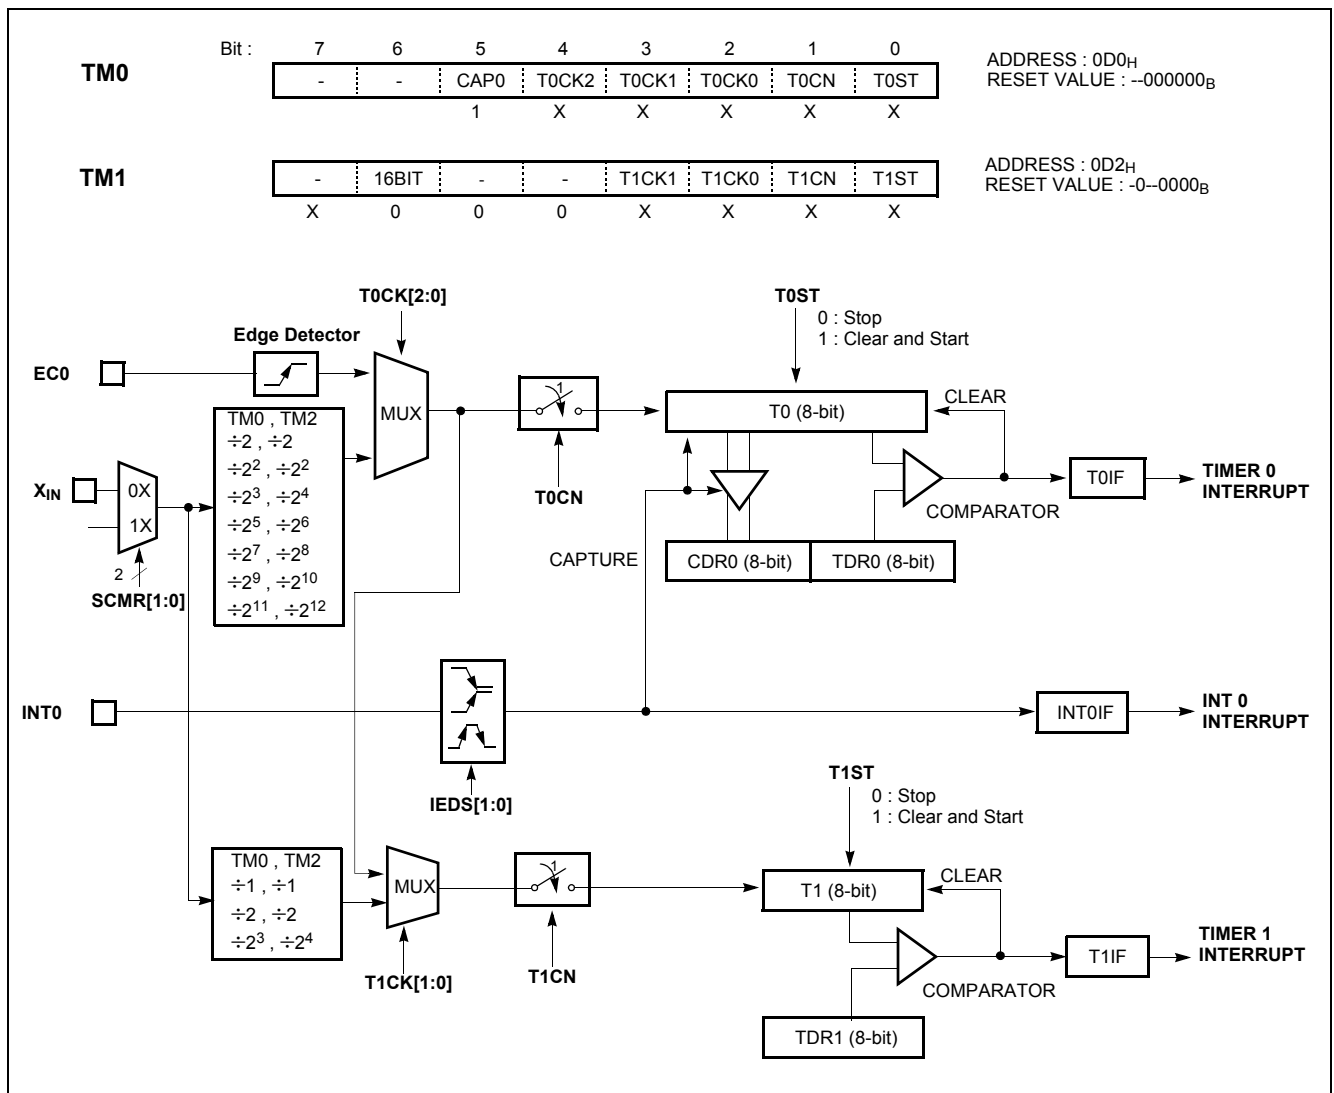 Bit : 7 6 5 4 3 2 1 0
TM0
- - CAP0 T0CK2 T0CK1 T0CK0 T0CN T0ST
1 X X X X X
ADDRESS : 0D0H
RESET VALUE : --000000B
TM1
- 16BIT - - T1CK1 T1CK0 T1CN T1ST
X 0 0 0 X X X X
ADDRESS : 0D2H
RESET VALUE : -0--0000B
T0CK[2:0]
T0ST
0 : Stop
1 : Clear and Start
Edge Detector
EC0
MUX
1
T0 (8-bit)
CLEAR
TM0 , TM2
÷2 , ÷2
÷2² , ÷2²
÷2³ , ÷2⁴
÷2⁵ , ÷2⁶
÷2⁷ , ÷2⁸
÷2⁹ , ÷2¹⁰
÷2¹¹ , ÷2¹²
XIN
0X
1X
2
SCMR[1:0]
T0CN
COMPARATOR
T0IF
TIMER 0
INTERRUPT
CAPTURE
CDR0 (8-bit)
TDR0 (8-bit)
INT0
IEDS[1:0]
INT0IF
INT 0
INTERRUPT
T1ST
0 : Stop
1 : Clear and Start
TM0 , TM2
÷1 , ÷1
÷2 , ÷2
÷2³ , ÷2⁴
MUX
T1CK[1:0]
1
T1CN
T1 (8-bit)
CLEAR
COMPARATOR
T1IF
TIMER 1
INTERRUPT
TDR1 (8-bit)